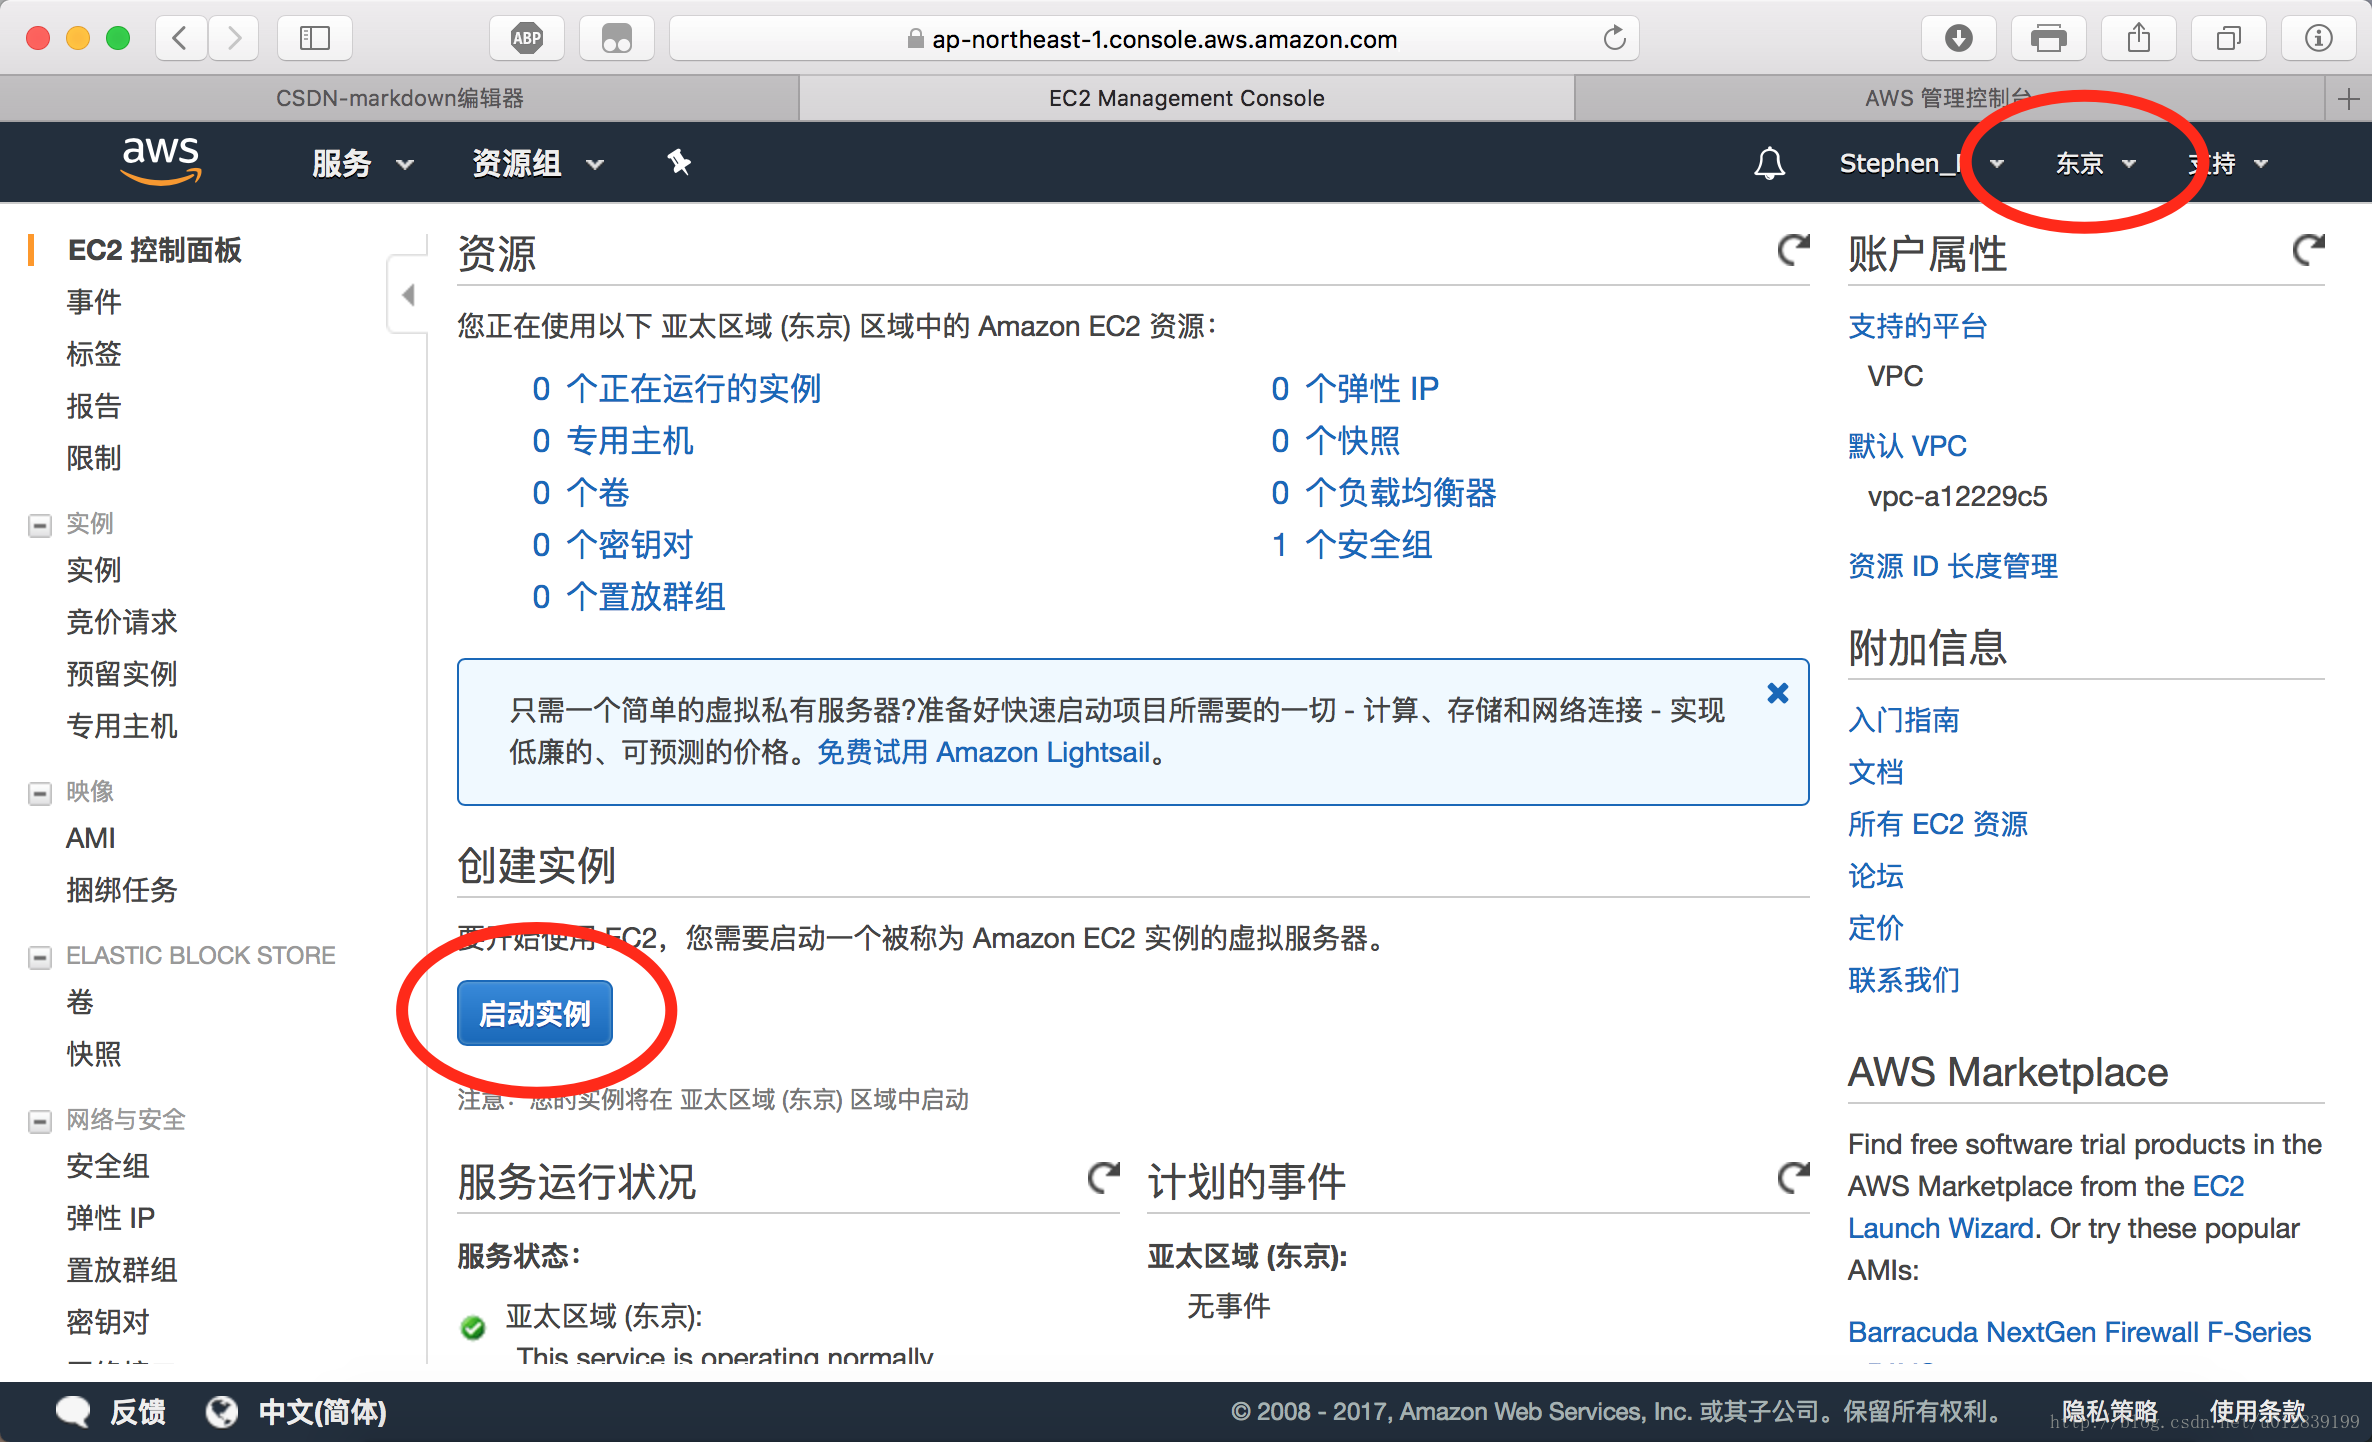 ABP
ap-northeast-1.console.aws.amazon.com
CSDN-markdown编辑器
EC2 Management Console
AWS 管理控制台
aws
服务
资源组
Stephen_
东京
支持
EC2 控制面板
事件
标签
报告
限制
实例
实例
竞价请求
预留实例
专用主机
映像
AMI
捆绑任务
ELASTIC BLOCK STORE
卷
快照
网络与安全
安全组
弹性 IP
置放群组
密钥对
资源
您正在使用以下 亚太区域 (东京) 区域中的 Amazon EC2 资源：
0 个正在运行的实例
0 个弹性 IP
0 专用主机
0 个快照
0 个卷
0 个负载均衡器
0 个密钥对
1 个安全组
0 个置放群组
只需一个简单的虚拟私有服务器?准备好快速启动项目所需要的一切 - 计算、存储和网络连接 - 实现
低廉的、可预测的价格。免费试用 Amazon Lightsail。
创建实例
要开始使用 EC2，您需要启动一个被称为 Amazon EC2 实例的虚拟服务器。
启动实例
注意：您的实例将在 亚太区域 (东京) 区域中启动
服务运行状况
服务状态：
亚太区域 (东京):
This service is operating normally
计划的事件
亚太区域 (东京):
无事件
账户属性
支持的平台
VPC
默认 VPC
vpc-a12229c5
资源 ID 长度管理
附加信息
入门指南
文档
所有 EC2 资源
论坛
定价
联系我们
AWS Marketplace
Find free software trial products in the
AWS Marketplace from the EC2
Launch Wizard. Or try these popular
AMIs:
Barracuda NextGen Firewall F-Series
反馈
中文(简体)
© 2008 - 2017, Amazon Web Services, Inc. 或其子公司。保留所有权利。
隐私策略
使用条款
http://blog.csdn.net/u012839199